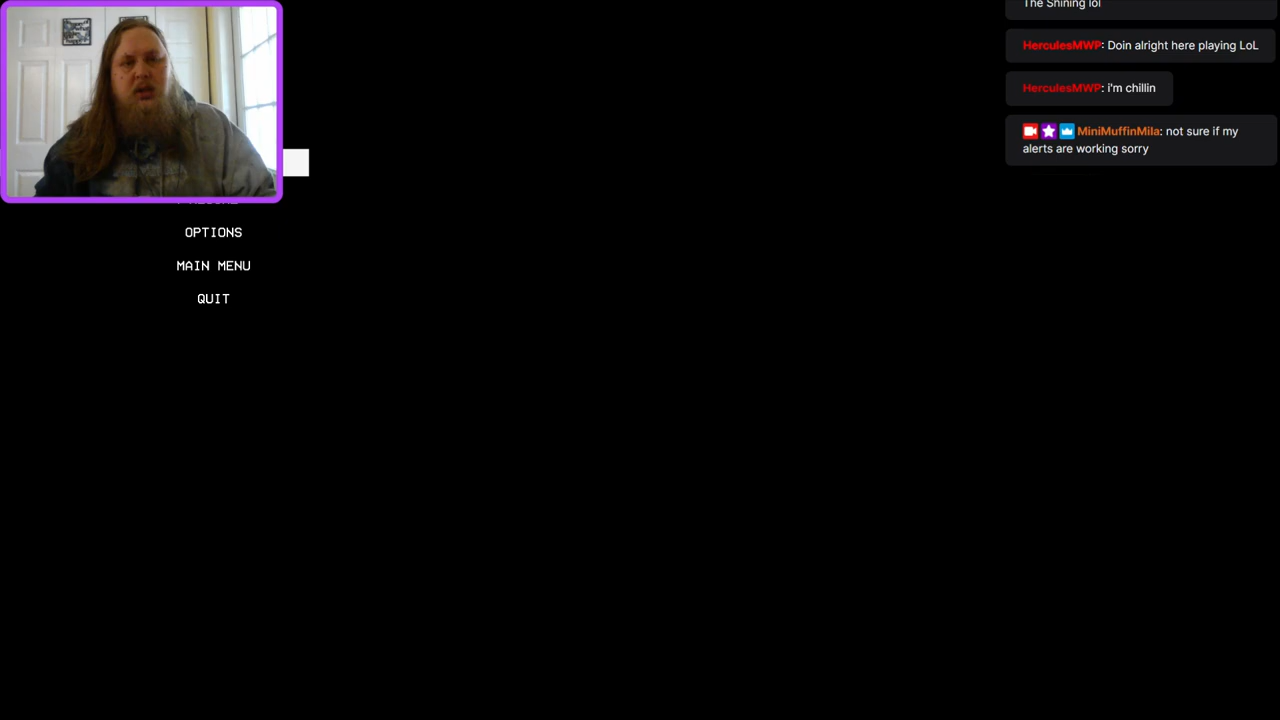 The Shining lol
HerculesMWP: Doin alright here playing LoL
HerculesMWP: i'm chillin
MiniMuffinMila: not sure if my
alerts are working sorry
OPTIONS
MAIN MENU
QUIT